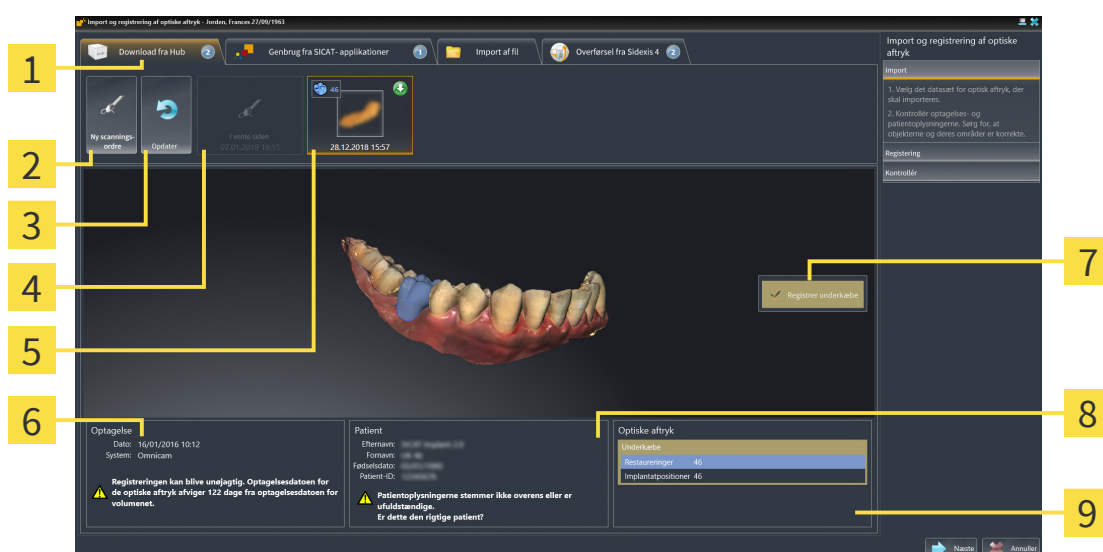 Import og registrering af optiske aftryk - Jorden, Frances 27/09/1963
Download fra Hub 2
Genbrug fra SICAT- applikationer 1
Import af fil
Overførsel fra Sidexis 4 2
Import og registrering af optiske
aftryk
Import
1. Vælg det datasæt for optisk aftryk, der
skal importeres.
2. Kontrollér optagelses- og
patientoplysningerne. Sørg for, at
objekterne og deres områder er korrekte.
Registering
Kontrollér
Ny scannings-
ordre
Opdater
I vente siden
07.01.2019 16:15
46
28.12.2018 15:57
Registrer underkæbe
Optagelse
Dato: 16/01/2016 10:12
System: Omnicam
Registreringen kan blive unøjagtig. Optagelsesdatoen for
de optiske aftryk afviger 122 dage fra optagelsesdatoen for
volumenet.
Patient
Efternavn:
Fornavn:
Fødselsdato:
Patient-ID:
Patientoplysningerne stemmer ikke overens eller er
ufuldstændige.
Er dette den rigtige patient?
Optiske aftryk
Underkæbe
Restaureringer 46
Implantatpositioner 46
Næste
Annuller
1
2
3
4
5
6
7
8
9